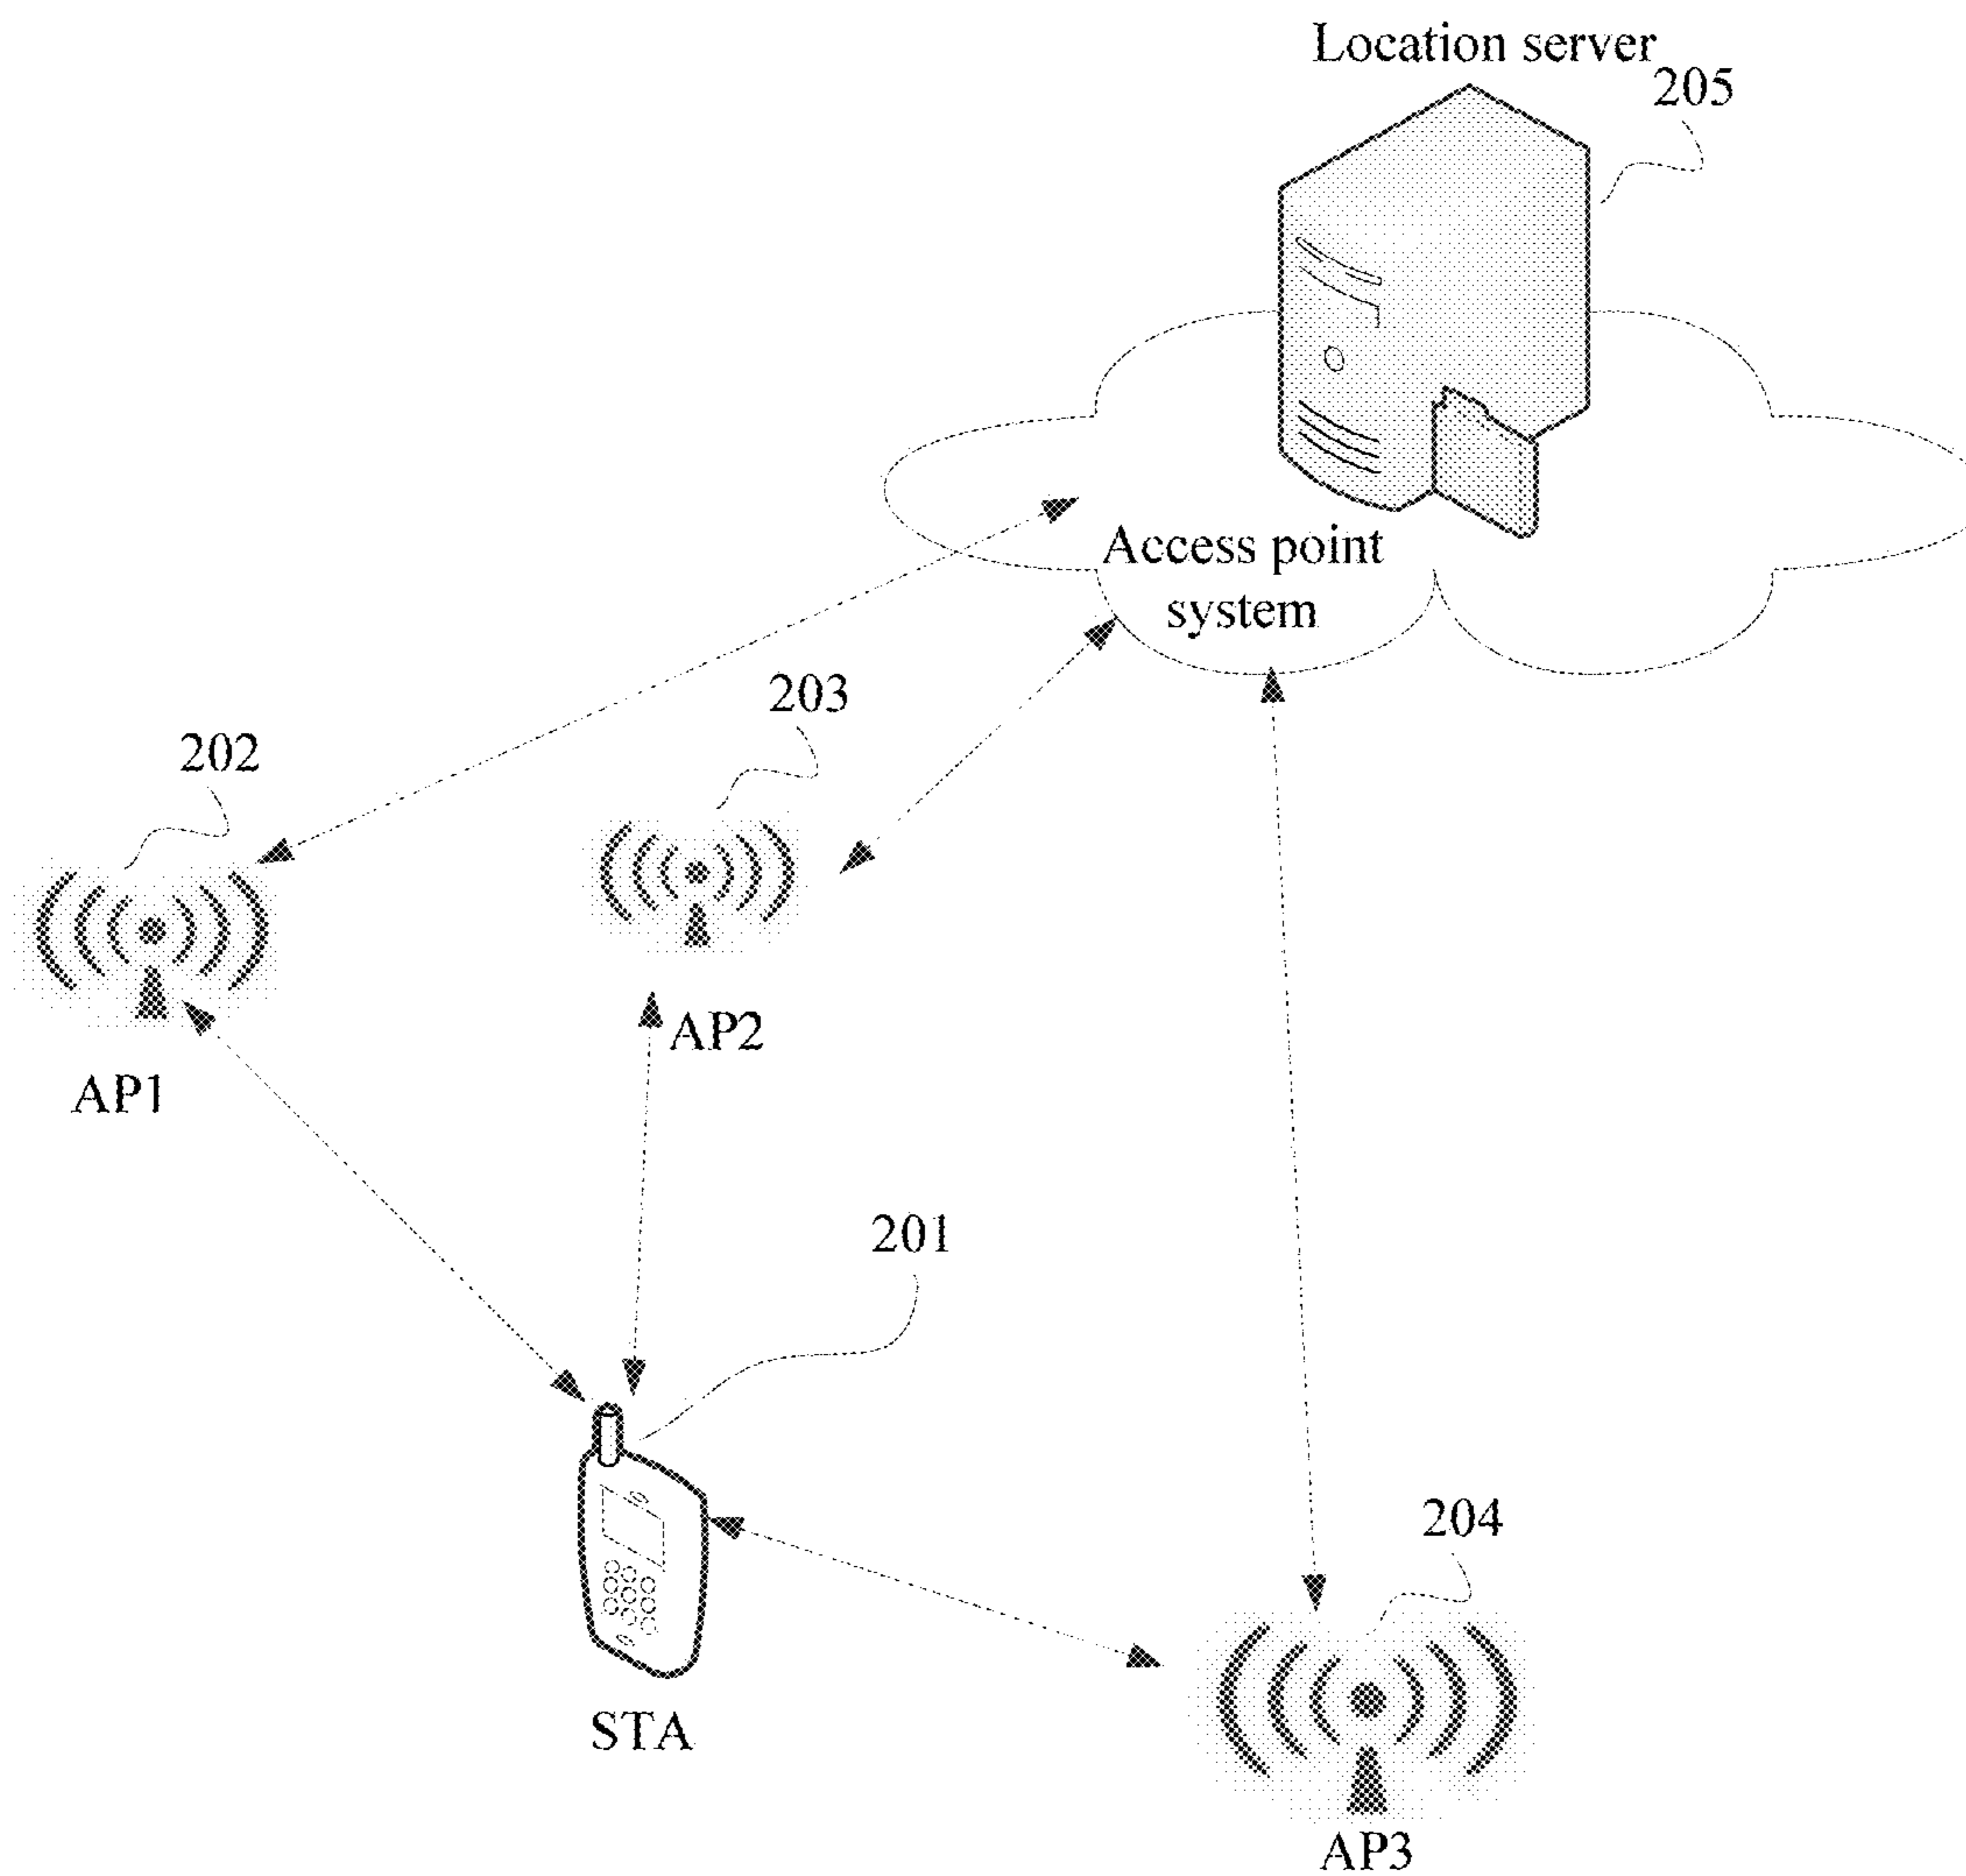 Location server
205
Access point
system
203
202
AP2
AP1
201
204
STA
AP3